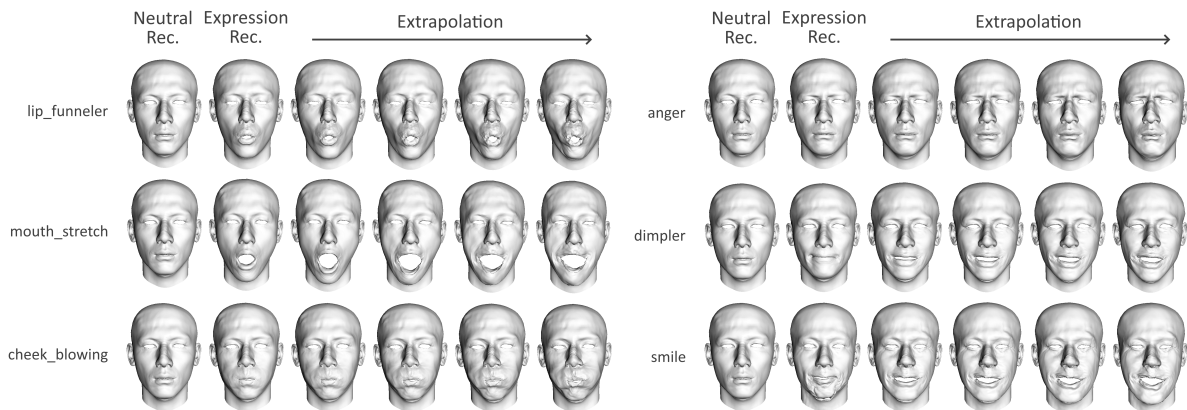 Neutral Rec.
Expression Rec.
Extrapolation
lip_funneler
mouth_stretch
cheek_blowing
Neutral Rec.
Expression Rec.
Extrapolation
anger
dimpler
smile